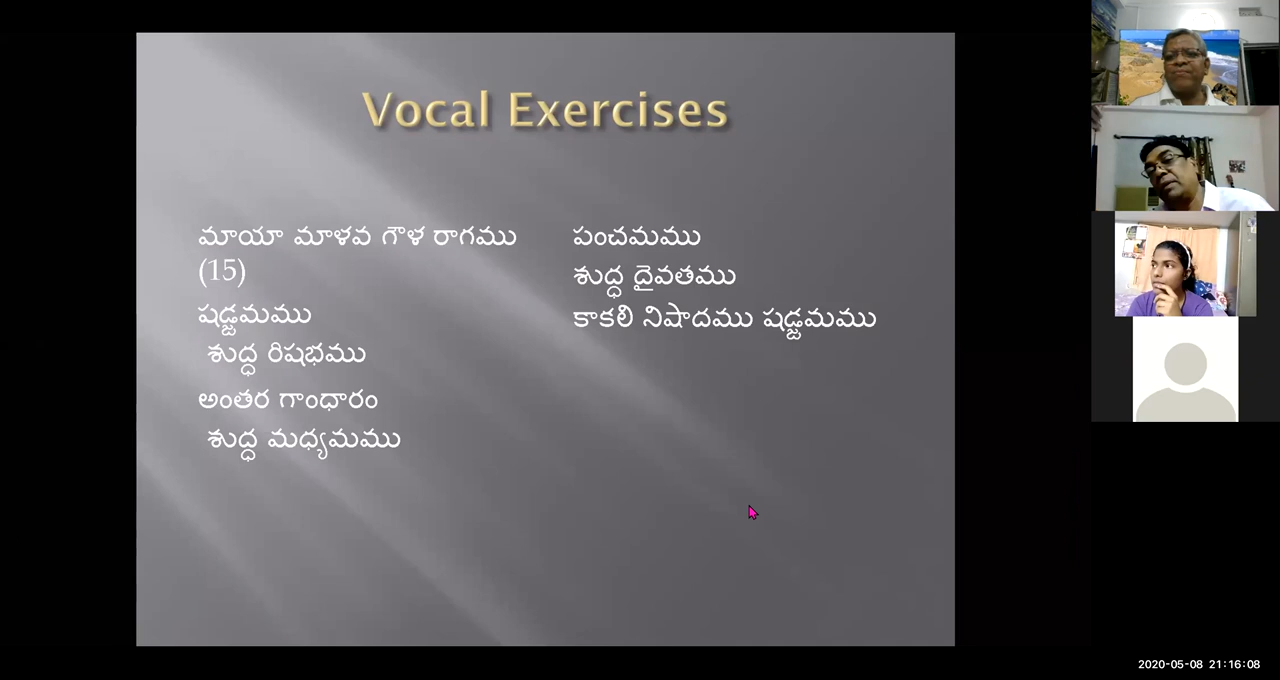 Vocal Exercises
మాయా మాళవ గౌళ రాగము
(15)
షడ్జమము
శుద్ధ రిషభము
అంతర గాంధారం
శుద్ధ మధ్యమము
పంచమము
శుద్ధ దైవతము
కాకలి నిషాదము షడ్జమము
2020-05-08 21:16:08